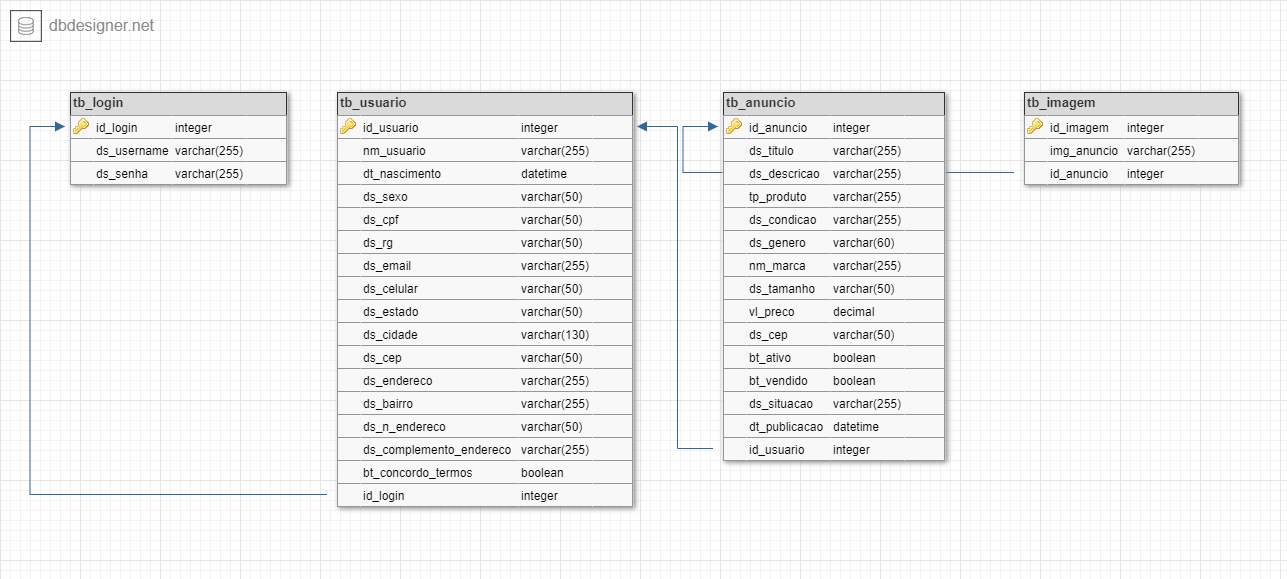 dbdesigner.net
tb_login
id_login integer
ds_username varchar(255)
ds_senha varchar(255)
tb_usuario
id_usuario integer
nm_usuario varchar(255)
dt_nascimento datetime
ds_sexo varchar(50)
ds_cpf varchar(50)
ds_rg varchar(50)
ds_email varchar(255)
ds_celular varchar(50)
ds_estado varchar(50)
ds_cidade varchar(130)
ds_cep varchar(50)
ds_endereco varchar(255)
ds_bairro varchar(255)
ds_n_endereco varchar(50)
ds_complemento_endereco varchar(255)
bt_concordo_termos boolean
id_login integer
tb_anuncio
id_anuncio integer
ds_titulo varchar(255)
ds_descricao varchar(255)
tp_produto varchar(255)
ds_condicao varchar(255)
ds_genero varchar(60)
nm_marca varchar(255)
ds_tamanho varchar(50)
vl_preco decimal
ds_cep varchar(50)
bt_ativo boolean
bt_vendido boolean
ds_situacao varchar(255)
dt_publicacao datetime
id_usuario integer
tb_imagem
id_imagem integer
img_anuncio varchar(255)
id_anuncio integer